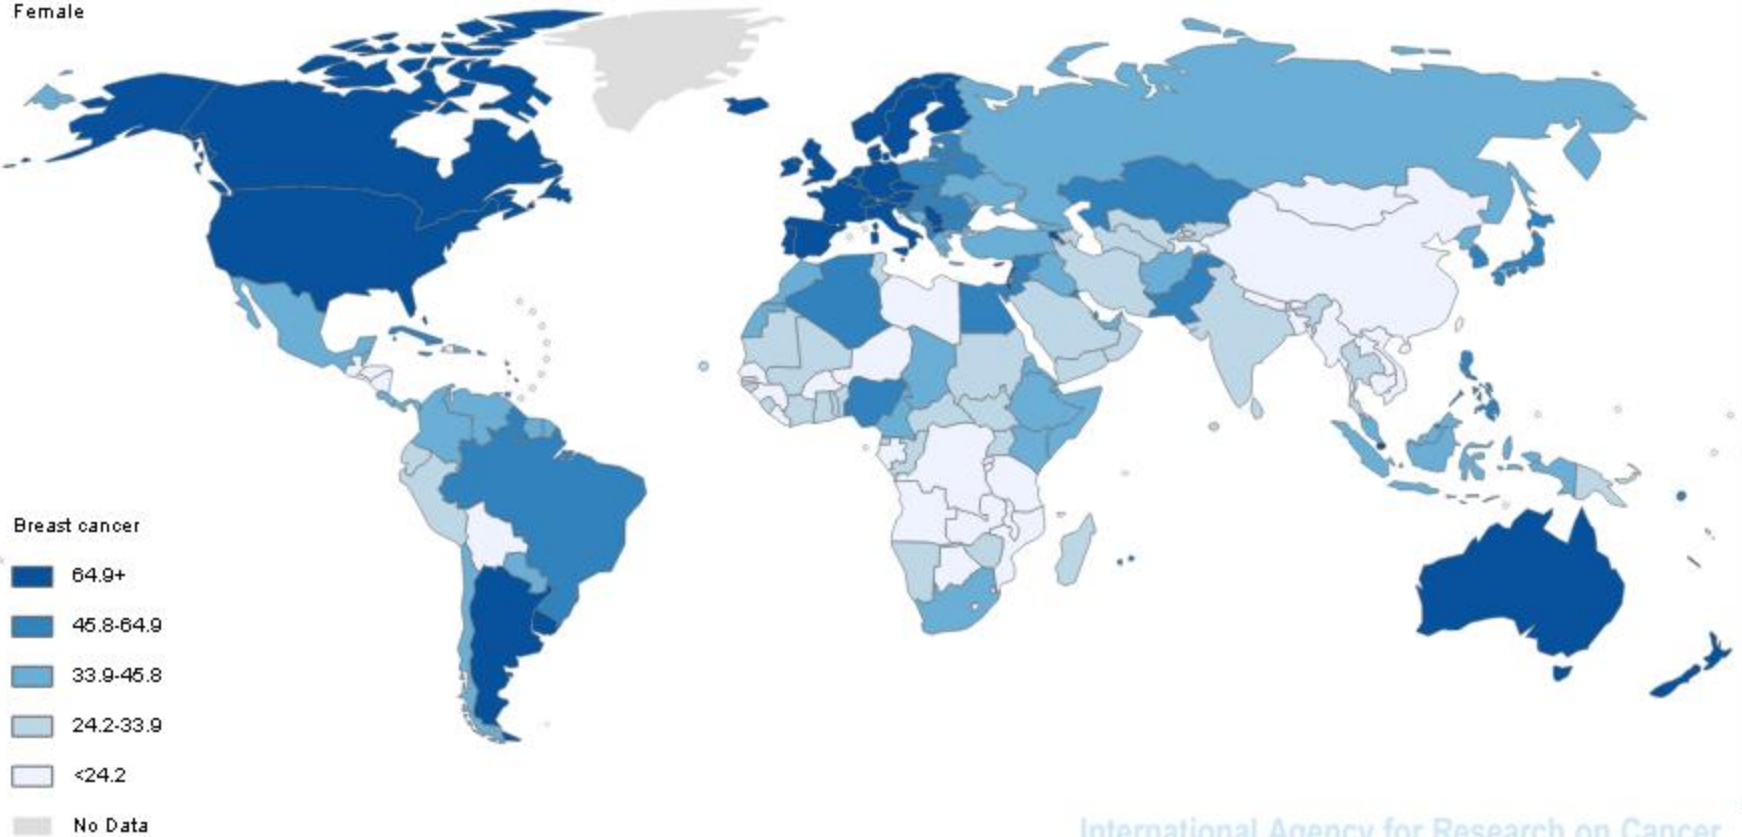 Female
Breast cancer
64.9+
45.8-64.9
33.9-45.8
24.2-33.9
<24.2
No Data
International Agency for Research on Cancer